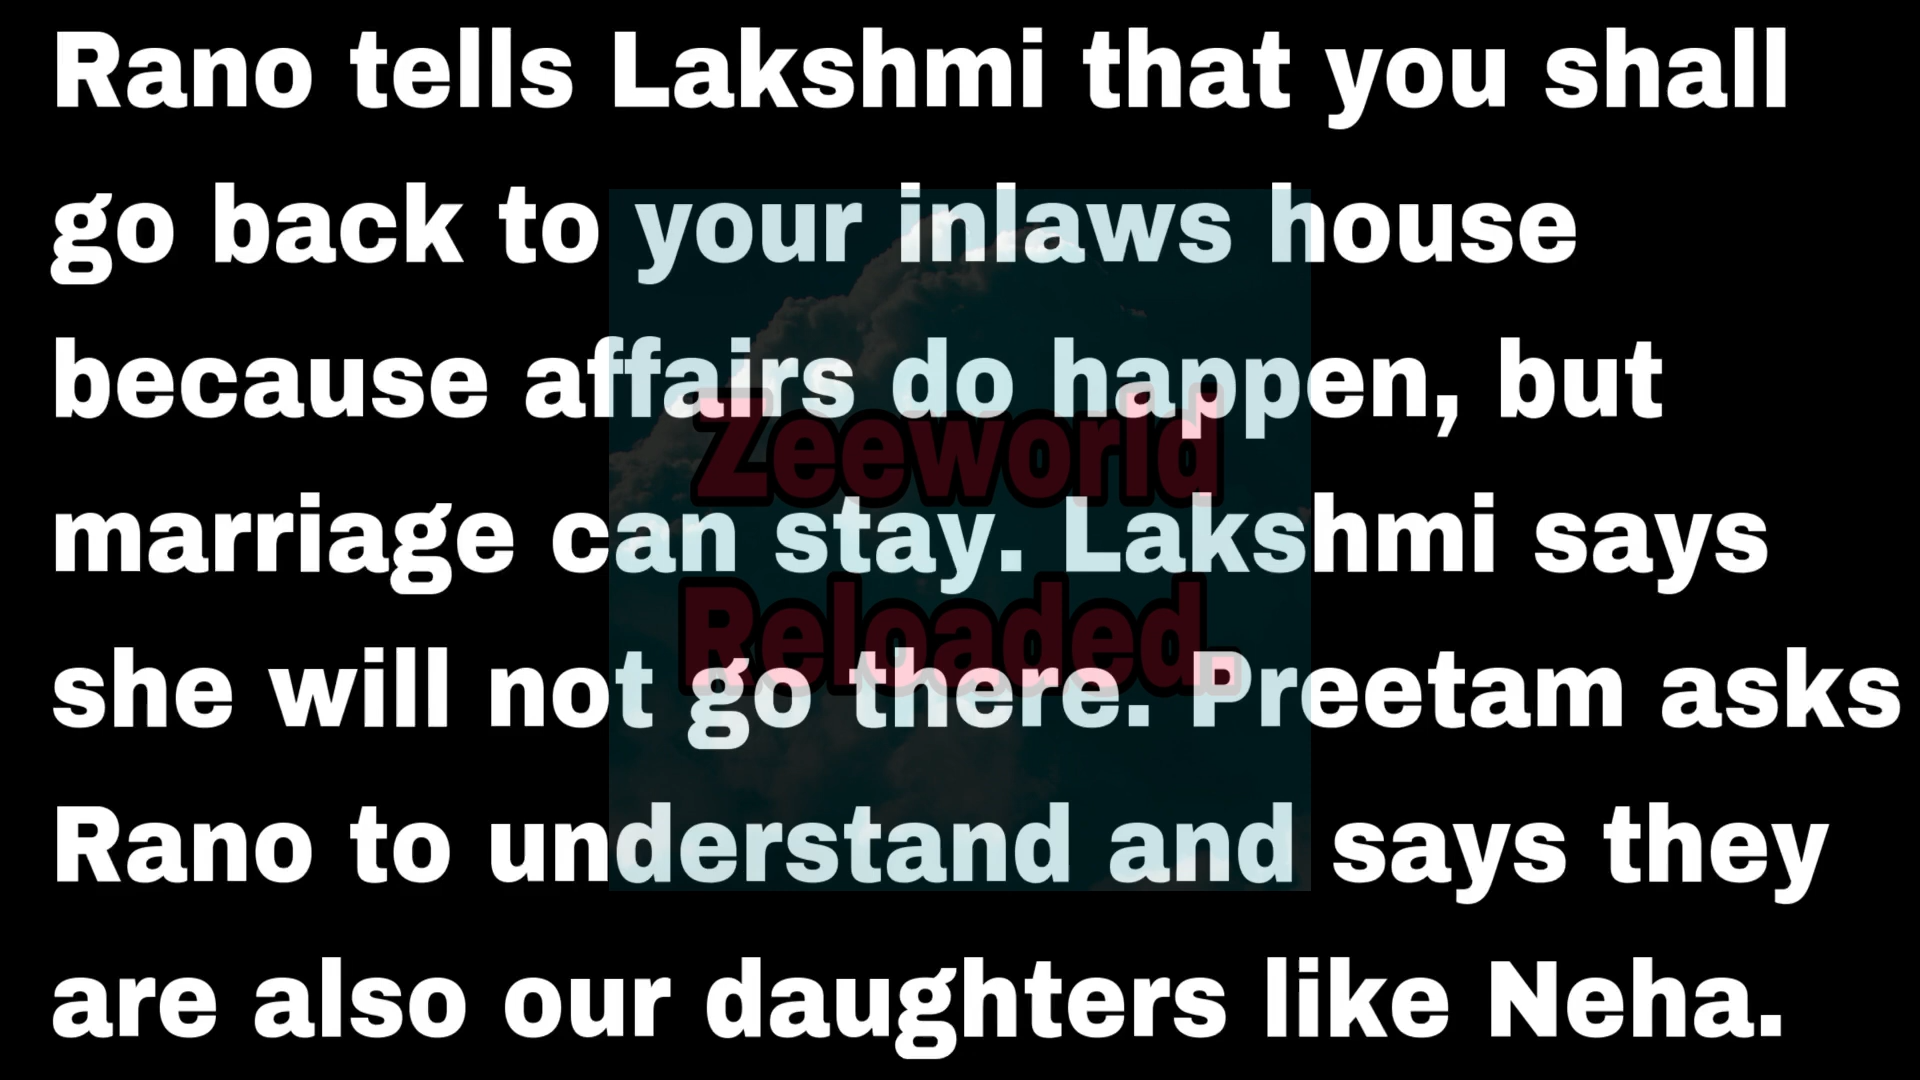 Rano tells Lakshmi that you shall
go back to your inlaws house
because affairs do happen, but
marriage can stay. Lakshmi says
she will not go there. Preetam asks
Rano to understand and says they
are also our daughters like Neha.
Zeeworld
Reloaded.